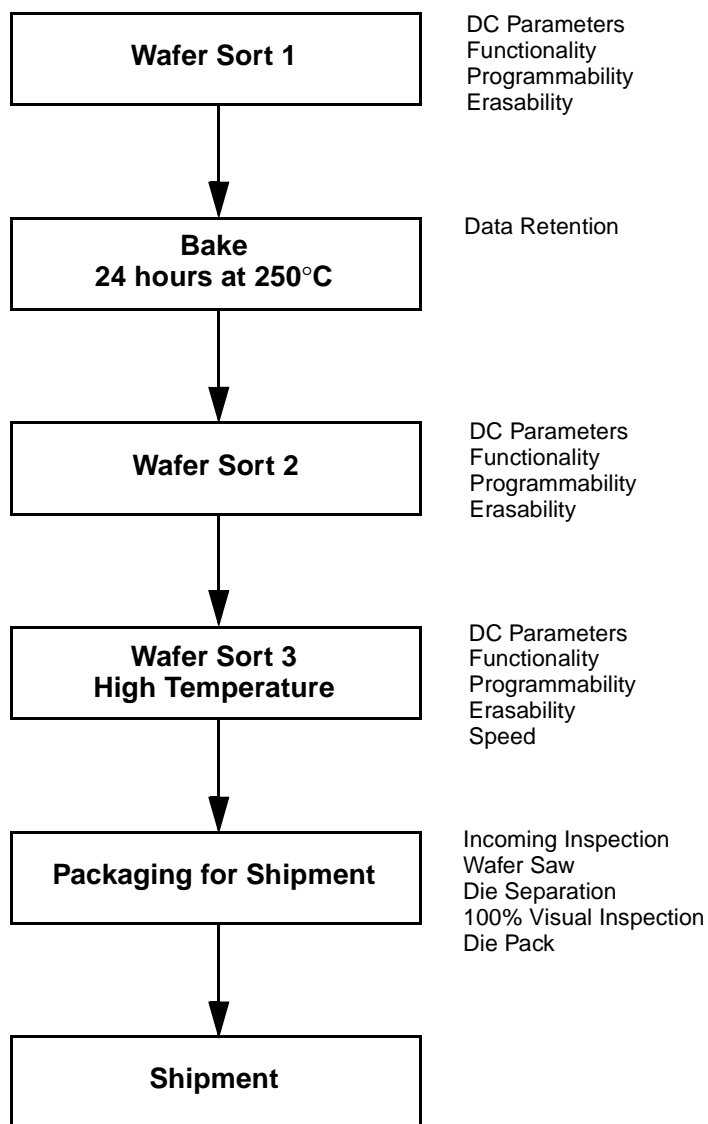 Wafer Sort 1
DC Parameters
Functionality
Programmability
Erasability
Bake
24 hours at 250°C
Data Retention
Wafer Sort 2
DC Parameters
Functionality
Programmability
Erasability
Wafer Sort 3
High Temperature
DC Parameters
Functionality
Programmability
Erasability
Speed
Packaging for Shipment
Incoming Inspection
Wafer Saw
Die Separation
100% Visual Inspection
Die Pack
Shipment